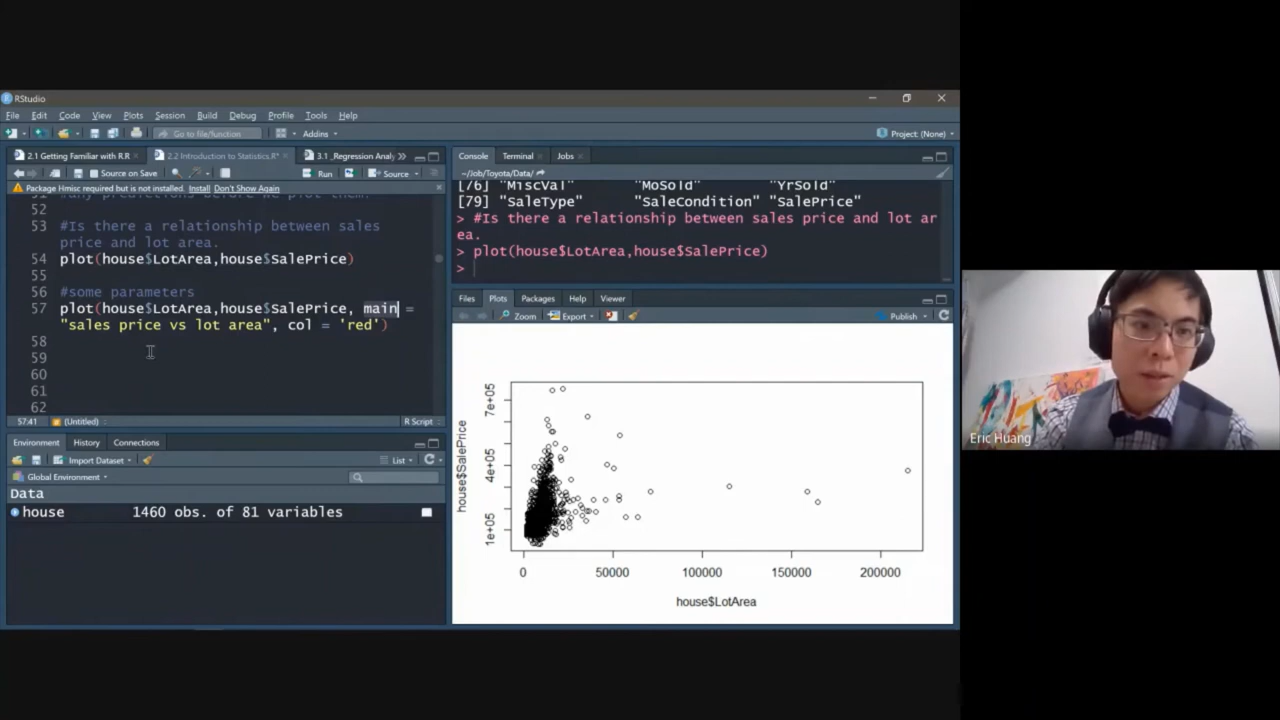 RStudio
File Edit Code View Plots Session Build Debug Profile Tools Help
Go to file/function Addins Project: (None)
2.1 Getting Familiar with R.R 2.2 Introduction to Statistics.R* 3.1_Regression Analy
Source on Save Run Source
Package Hmisc required but is not installed. Install Don't Show Again
#any predictions before we plot them.
52
53 #Is there a relationship between sales
price and lot area.
54 plot(house$LotArea,house$SalePrice)
55
56 #some parameters
57 plot(house$LotArea,house$SalePrice, main =
"sales price vs lot area", col = 'red')
58
59
60
61
62
57:41 (Untitled) R Script
Environment History Connections
Import Dataset List
Global Environment
Data
house 1460 obs. of 81 variables
Console Terminal Jobs
~/Job/Toyota/Data/
[76] "MiscVal" "MoSold" "YrSold"
[79] "SaleType" "SaleCondition" "SalePrice"
> #Is there a relationship between sales price and lot ar
ea.
> plot(house$LotArea,house$SalePrice)
>
Files Plots Packages Help Viewer
Zoom Export Publish
house$SalePrice
7e+05
4e+05
1e+05
0 50000 100000 150000 200000
house$LotArea
Eric Huang